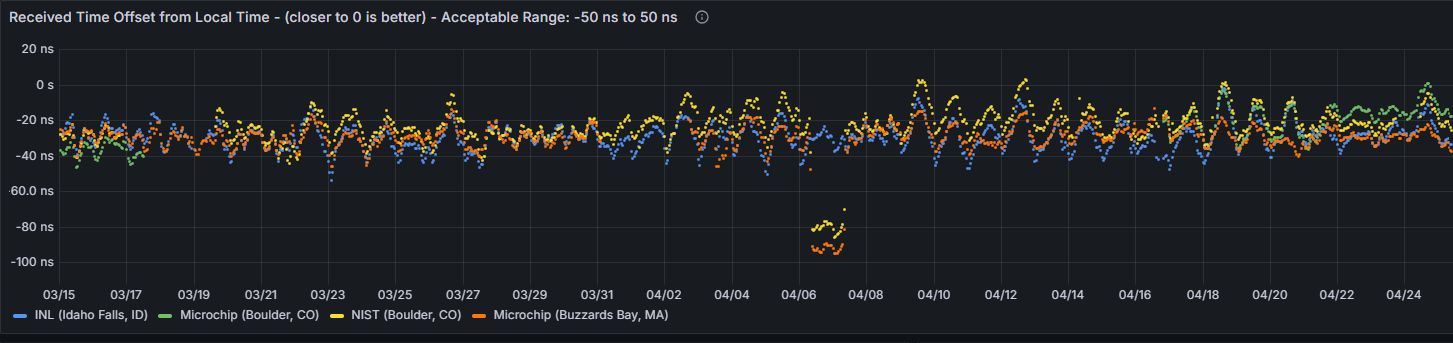 Received Time Offset from Local Time - (closer to 0 is better) - Acceptable Range: -50 ns to 50 ns
20 ns
0 s
-20 ns
-40 ns
-60.0 ns
-80 ns
-100 ns
03/15 03/17 03/19 03/21 03/23 03/25 03/27 03/29 03/31 04/02 04/04 04/06 04/08 04/10 04/12 04/14 04/16 04/18 04/20 04/22 04/24
INL (Idaho Falls, ID) Microchip (Boulder, CO) NIST (Boulder, CO) Microchip (Buzzards Bay, MA)